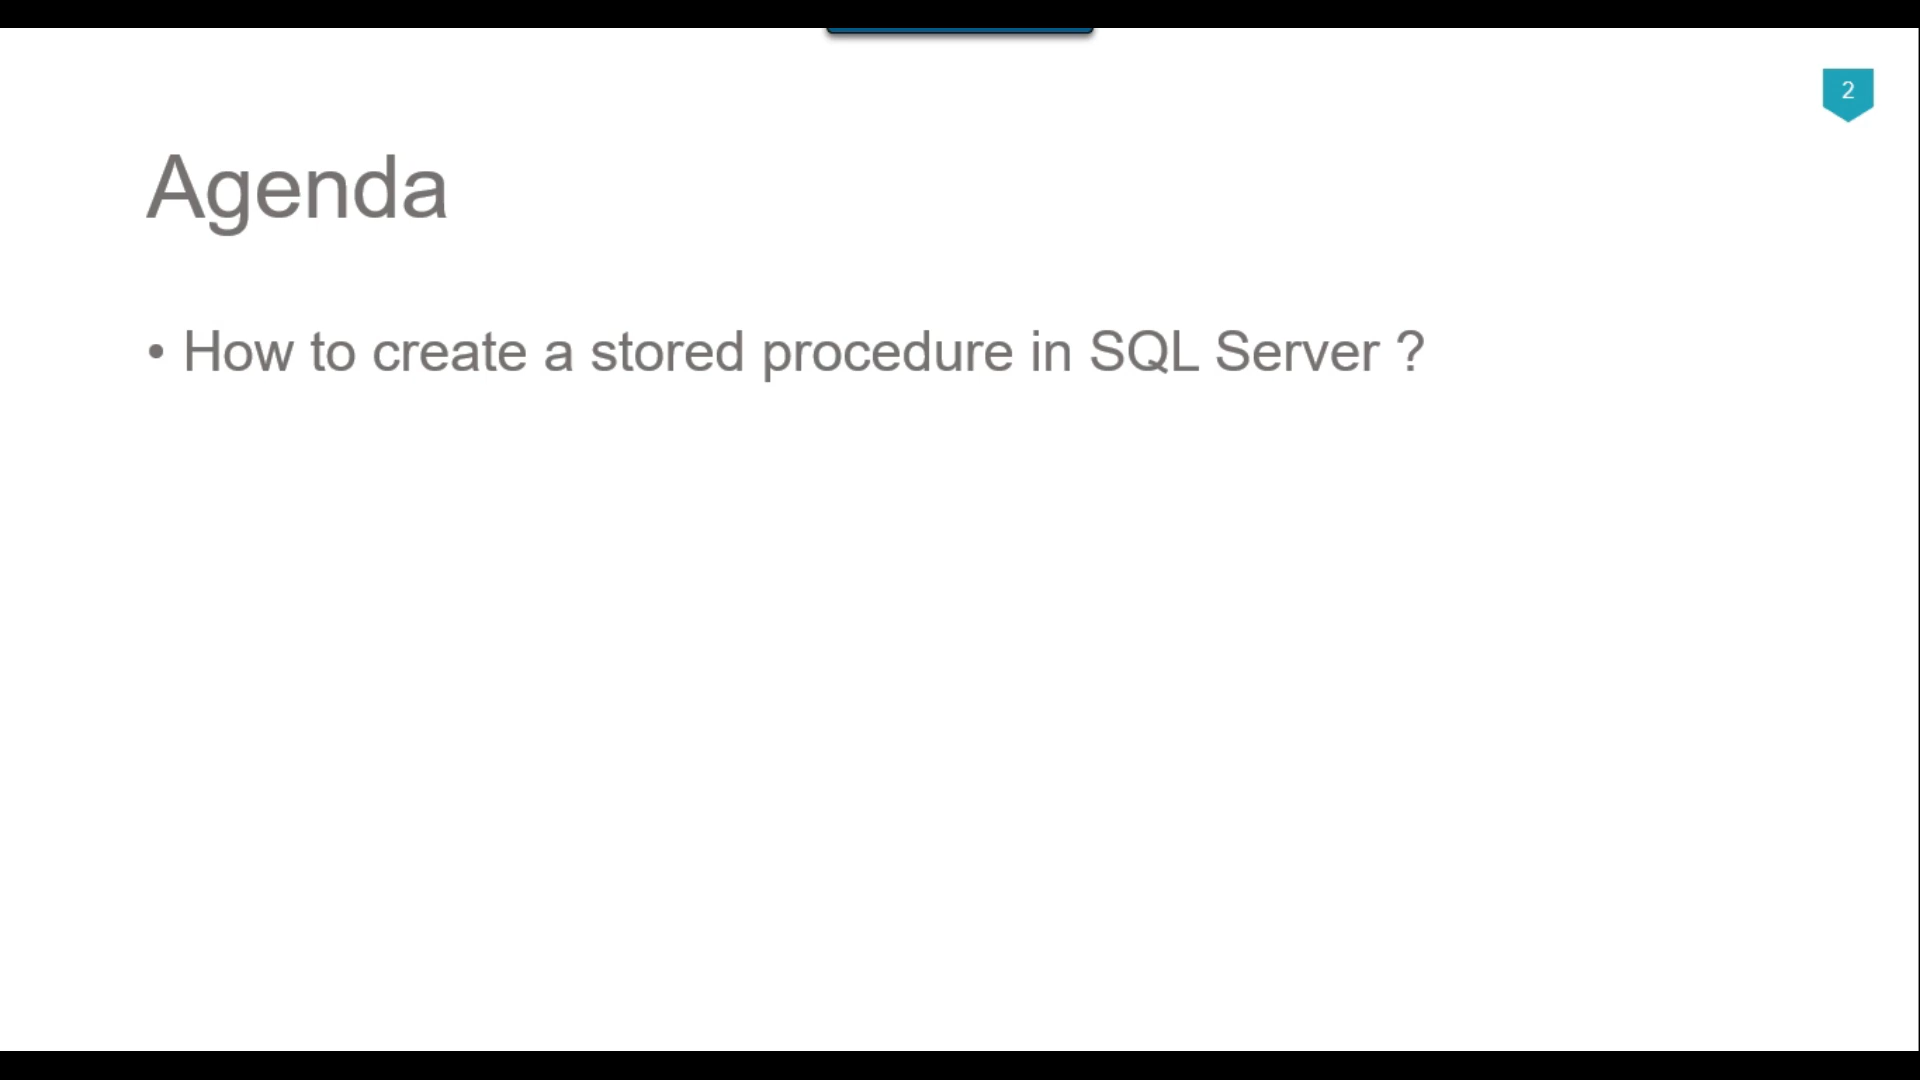 2
Agenda
• How to create a stored procedure in SQL Server ?